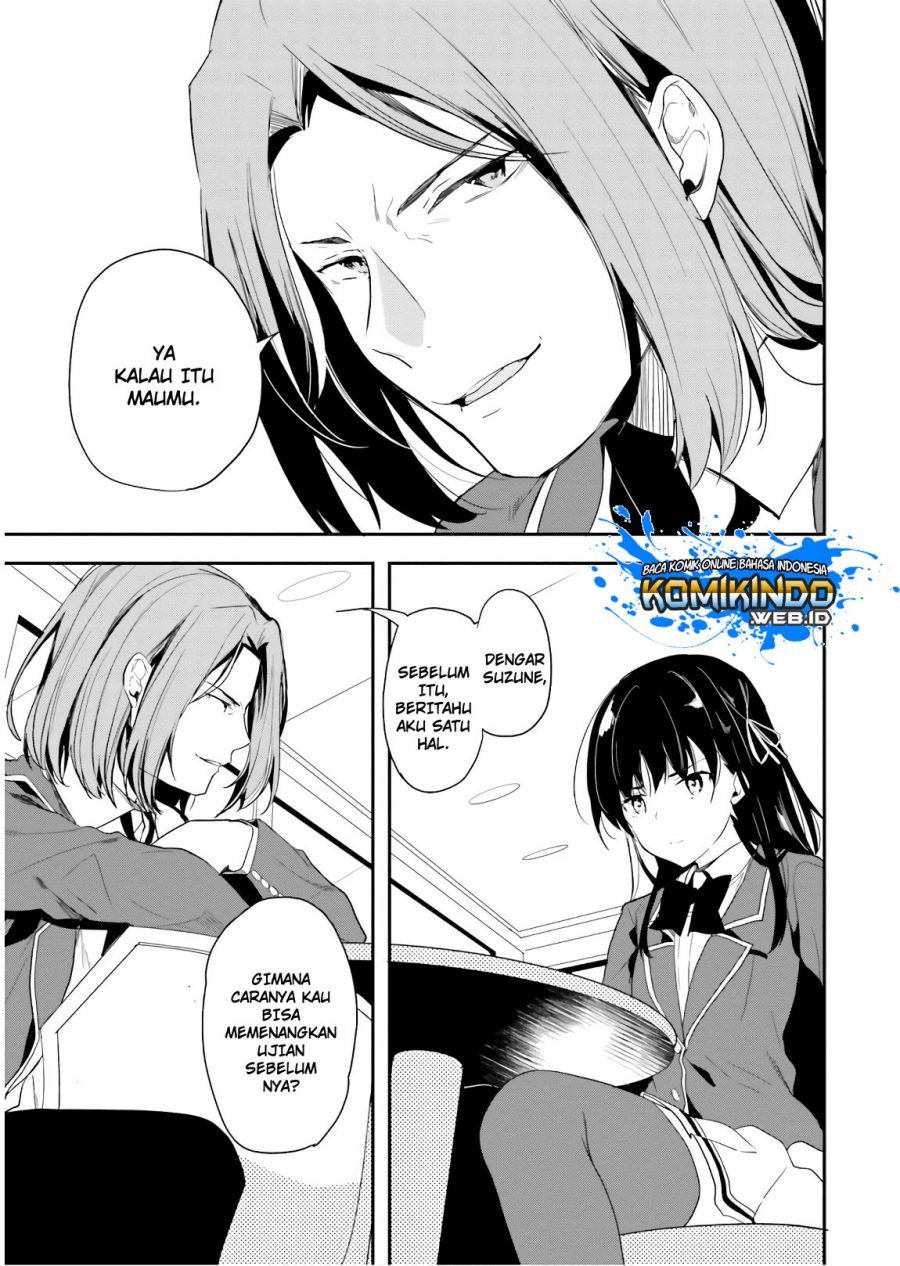 YA
KALAU ITU
MAUMU.
BACA KOMIK ONLINE BAHASA INDONESIA
KOMIKINDO
.WEB.ID
DENGAR
SUZUNE,
SEBELUM
ITU,
BERITAHU
AKU SATU
HAL.
GIMANA
CARANYA KAU
BISA
MEMENANGKAN
UJIAN
SEBELUM
NYA?